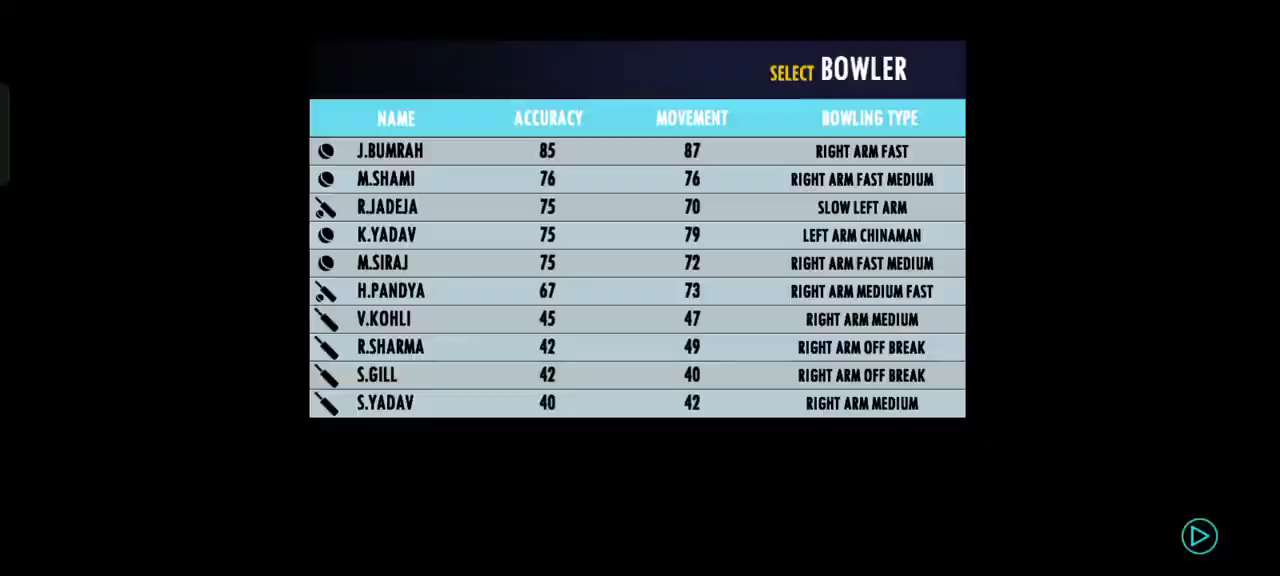 SELECT BOWLER
NAME ACCURACY MOVEMENT BOWLING TYPE
J.BUMRAH 85 87 RIGHT ARM FAST
M.SHAMI 76 76 RIGHT ARM FAST MEDIUM
R.JADEJA 75 70 SLOW LEFT ARM
K.YADAV 75 79 LEFT ARM CHINAMAN
M.SIRAJ 75 72 RIGHT ARM FAST MEDIUM
H.PANDYA 67 73 RIGHT ARM MEDIUM FAST
V.KOHLI 45 47 RIGHT ARM MEDIUM
R.SHARMA 42 49 RIGHT ARM OFF BREAK
S.GILL 42 40 RIGHT ARM OFF BREAK
S.YADAV 40 42 RIGHT ARM MEDIUM